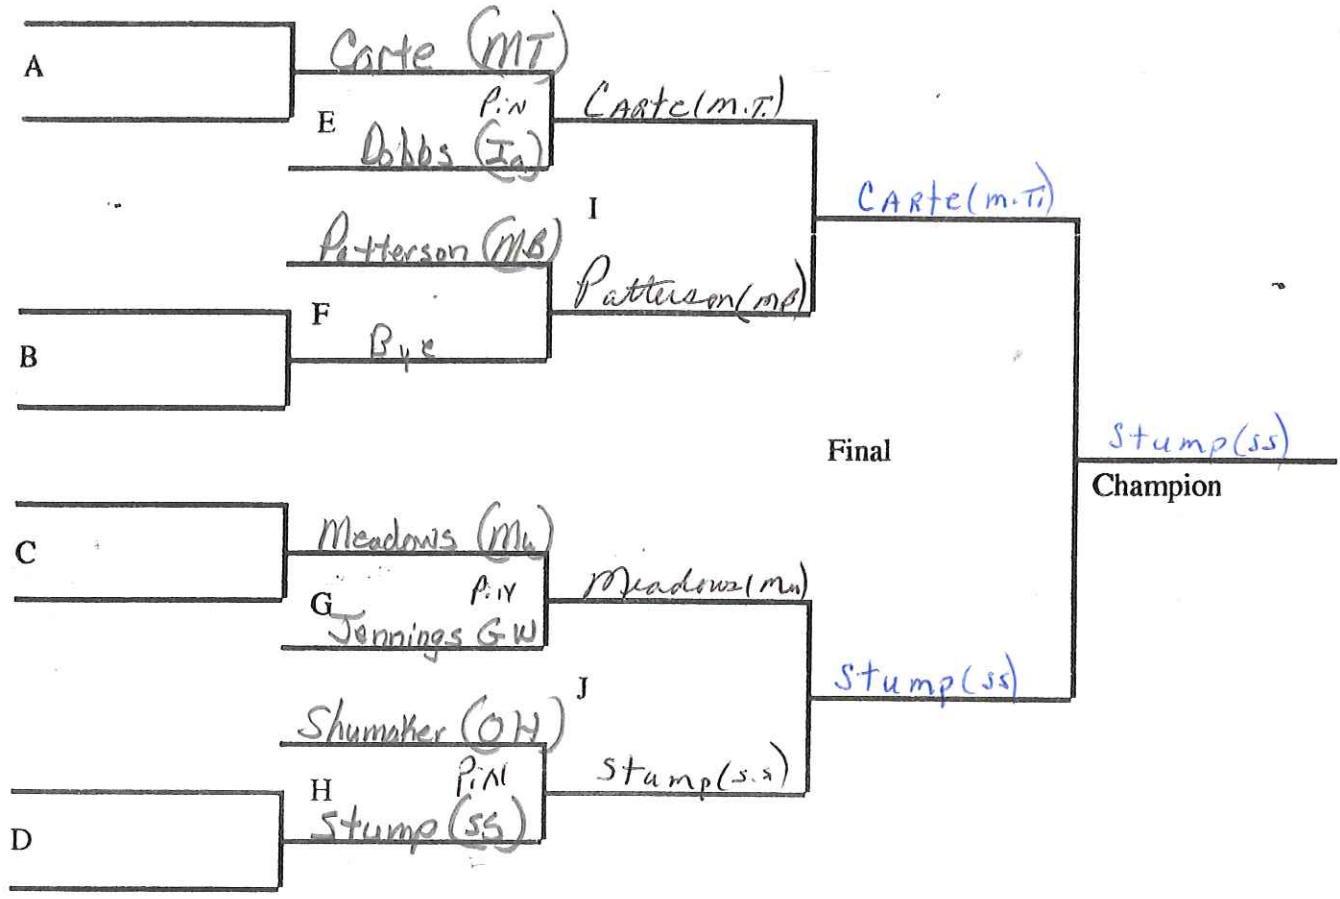 A
Carte (MT)
E
Pin
Dobbs (Ia)
Carte (M.T.)
I
Carte (M.T.)
Patterson (MB)
F
Bye
Patterson (MB)
B
Final
Stump (SS)
Champion
C
Meadows (Mu)
G
Pin
Jennings GW
Meadows (Mu)
J
Stump (SS)
Shumaker (OH)
H
Pin
Stump (SS)
Stump (S.S)
D